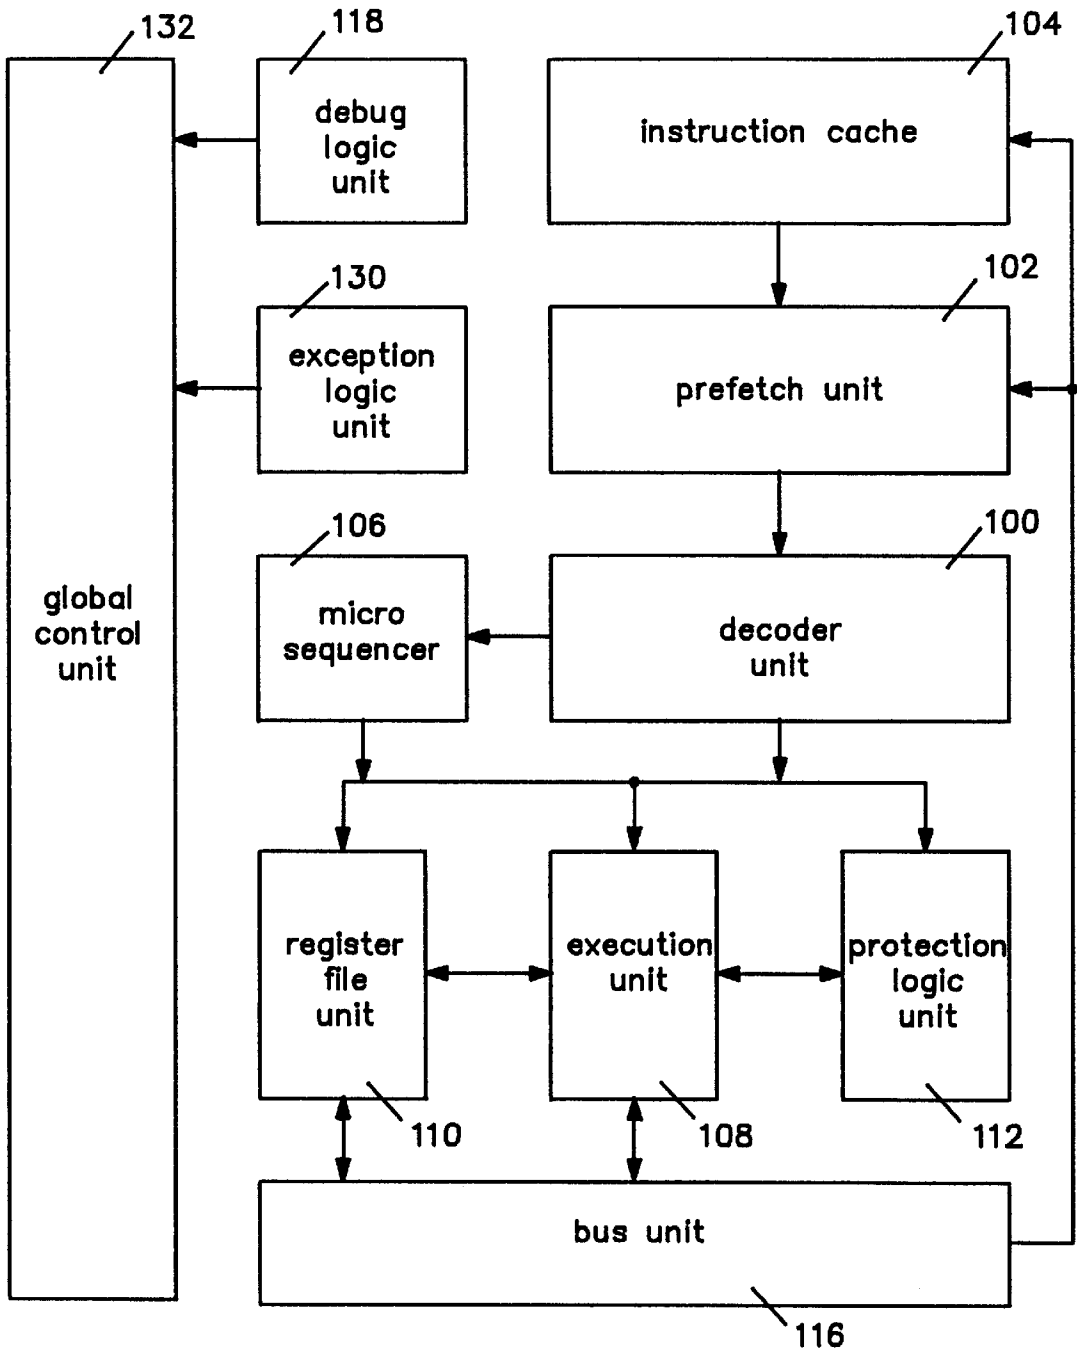 132
118
104
debug
logic
unit
instruction cache
130
102
exception
logic
unit
prefetch unit
106
100
global
control
unit
micro
sequencer
decoder
unit
register
file
unit
execution
unit
protection
logic
unit
110
108
112
bus unit
116